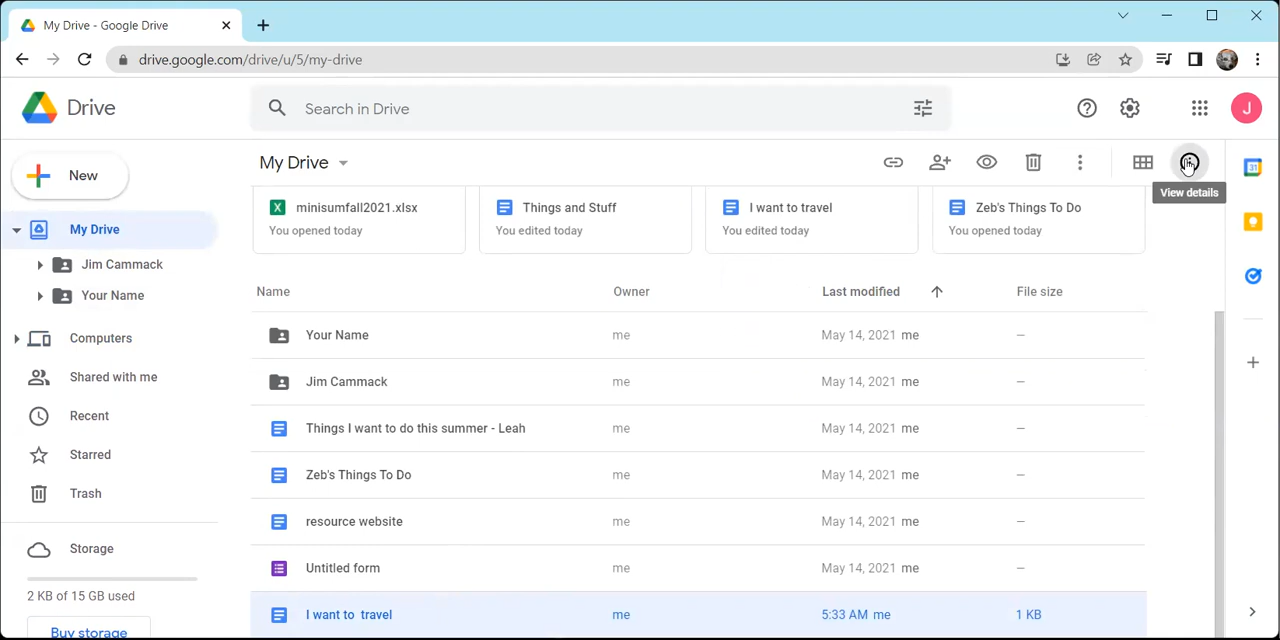 My Drive - Google Drive
drive.google.com/drive/u/5/my-drive
Drive
Search in Drive
J
New
My Drive
View details
My Drive
Jim Cammack
Your Name
Computers
Shared with me
Recent
Starred
Trash
Storage
2 KB of 15 GB used
Buy storage
minisumfall2021.xlsx
You opened today
Things and Stuff
You edited today
I want to travel
You edited today
Zeb's Things To Do
You opened today
Name Owner Last modified File size
Your Name me May 14, 2021 me –
Jim Cammack me May 14, 2021 me –
Things I want to do this summer - Leah me May 14, 2021 me –
Zeb's Things To Do me May 14, 2021 me –
resource website me May 14, 2021 me –
Untitled form me May 14, 2021 me –
I want to travel me 5:33 AM me 1 KB
31